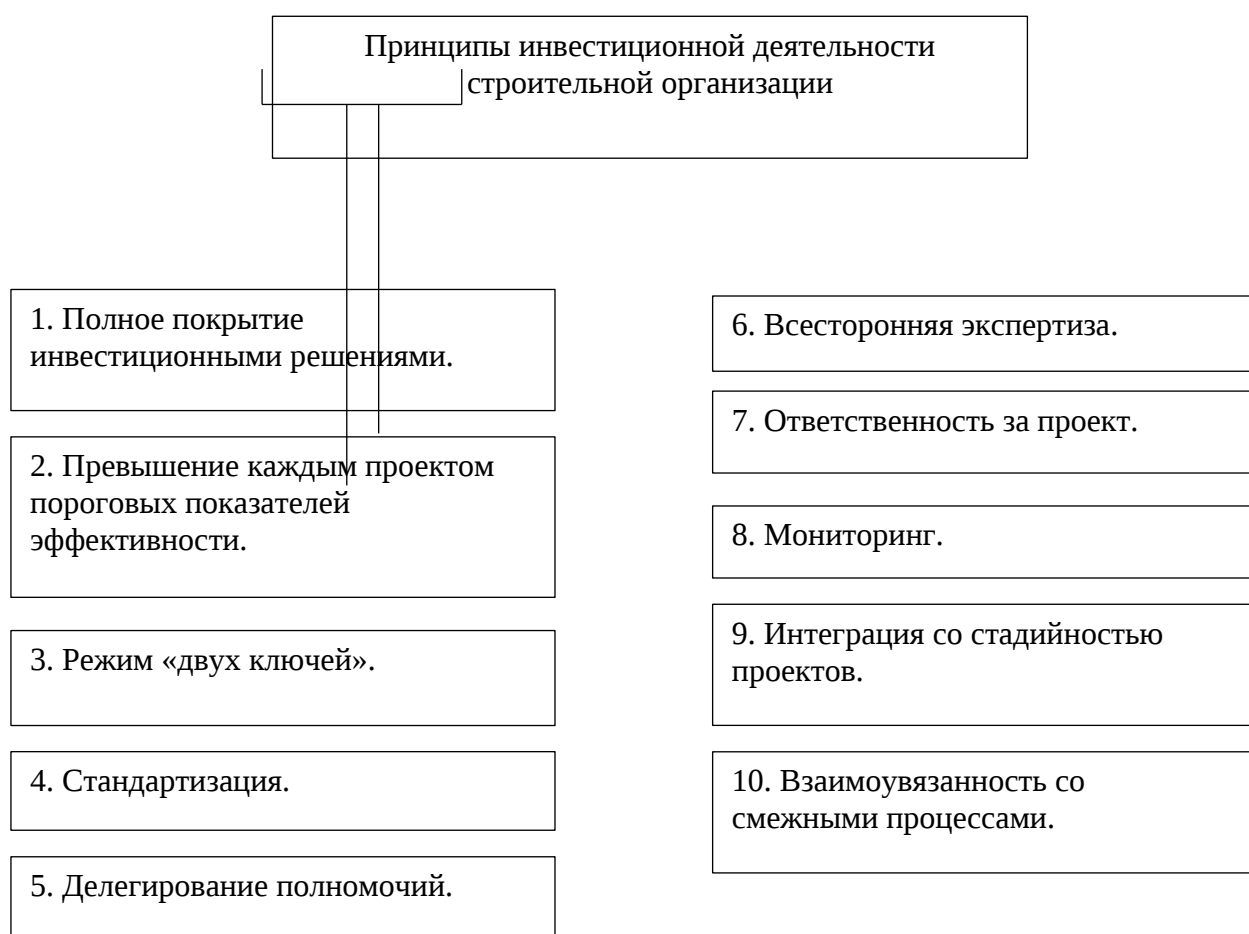 Принципы инвестиционной деятельности
строительной организации
1. Полное покрытие
инвестиционными решениями.
2. Превышение каждым проектом
пороговых показателей
эффективности.
3. Режим «двух ключей».
4. Стандартизация.
5. Делегирование полномочий.
6. Всесторонняя экспертиза.
7. Ответственность за проект.
8. Мониторинг.
9. Интеграция со стадийностью
проектов.
10. Взаимоувязанность со
смежными процессами.